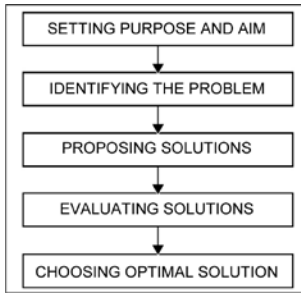 SETTING PURPOSE AND AIM
IDENTIFYING THE PROBLEM
PROPOSING SOLUTIONS
EVALUATING SOLUTIONS
CHOOSING OPTIMAL SOLUTION